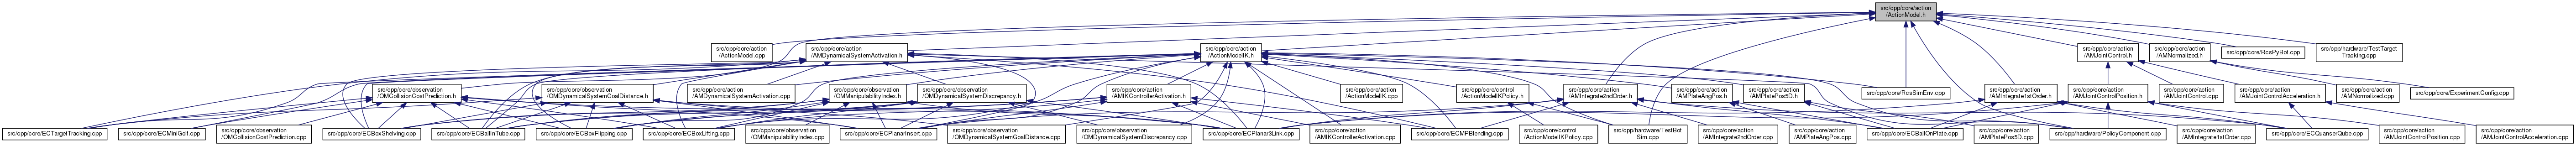 src/cpp/core/action
/ActionModel.h
src/cpp/core/action
/ActionModel.cpp
src/cpp/core/action
/AMDynamicalSystemActivation.h
src/cpp/core/action
/ActionModelIK.h
src/cpp/core/action
/AMJointControl.h
src/cpp/core/action
/AMNormalized.h
src/cpp/core/RcsPyBot.cpp
src/cpp/hardware/TestTarget
Tracking.cpp
src/cpp/core/observation
/OMCollisionCostPrediction.h
src/cpp/core/observation
/OMDynamicalSystemGoalDistance.h
src/cpp/core/action
/AMDynamicalSystemActivation.cpp
src/cpp/core/observation
/OMManipulabilityIndex.h
src/cpp/core/observation
/OMDynamicalSystemDiscrepancy.h
src/cpp/core/action
/AMIKControllerActivation.h
src/cpp/core/action
/ActionModelIK.cpp
src/cpp/core/control
/ActionModelIKPolicy.h
src/cpp/core/action
/AMIntegrate2ndOrder.h
src/cpp/core/action
/AMPlateAngPos.h
src/cpp/core/action
/AMPlatePos5D.h
src/cpp/core/RcsSimEnv.cpp
src/cpp/core/action
/AMIntegrate1stOrder.h
src/cpp/core/action
/AMJointControlPosition.h
src/cpp/core/action
/AMJointControl.cpp
src/cpp/core/action
/AMJointControlAcceleration.h
src/cpp/core/action
/AMNormalized.cpp
src/cpp/core/ExperimentConfig.cpp
src/cpp/core/ECTargetTracking.cpp
src/cpp/core/ECMiniGolf.cpp
src/cpp/core/observation
/OMCollisionCostPrediction.cpp
src/cpp/core/ECBoxShelving.cpp
src/cpp/core/ECBallInTube.cpp
src/cpp/core/ECBoxFlipping.cpp
src/cpp/core/ECBoxLifting.cpp
src/cpp/core/observation
/OMManipulabilityIndex.cpp
src/cpp/core/ECPlanarInsert.cpp
src/cpp/core/observation
/OMDynamicalSystemGoalDistance.cpp
src/cpp/core/observation
/OMDynamicalSystemDiscrepancy.cpp
src/cpp/core/ECPlanar3Link.cpp
src/cpp/core/action
/AMIKControllerActivation.cpp
src/cpp/core/ECMPBlending.cpp
src/cpp/core/control
/ActionModelIKPolicy.cpp
src/cpp/hardware/TestBot
Sim.cpp
src/cpp/core/action
/AMIntegrate2ndOrder.cpp
src/cpp/core/action
/AMPlateAngPos.cpp
src/cpp/core/ECBallOnPlate.cpp
src/cpp/core/action
/AMPlatePos5D.cpp
src/cpp/hardware/PolicyComponent.cpp
src/cpp/core/action
/AMIntegrate1stOrder.cpp
src/cpp/core/ECQuanserQube.cpp
src/cpp/core/action
/AMJointControlPosition.cpp
src/cpp/core/action
/AMJointControlAcceleration.cpp